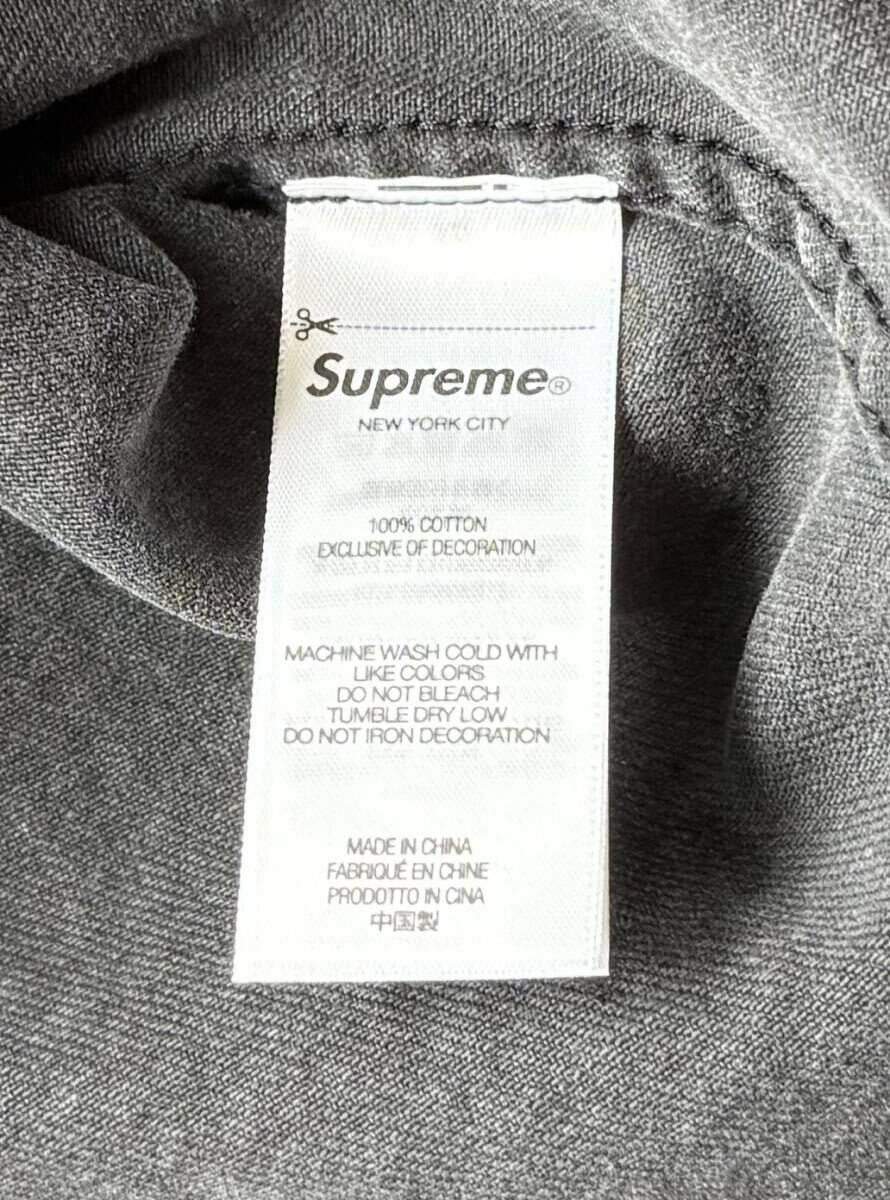 Supreme®
NEW YORK CITY
100% COTTON
EXCLUSIVE OF DECORATION
MACHINE WASH COLD WITH
LIKE COLORS
DO NOT BLEACH
TUMBLE DRY LOW
DO NOT IRON DECORATION
MADE IN CHINA
FABRIQUÉ EN CHINE
PRODOTTO IN CINA
中国製